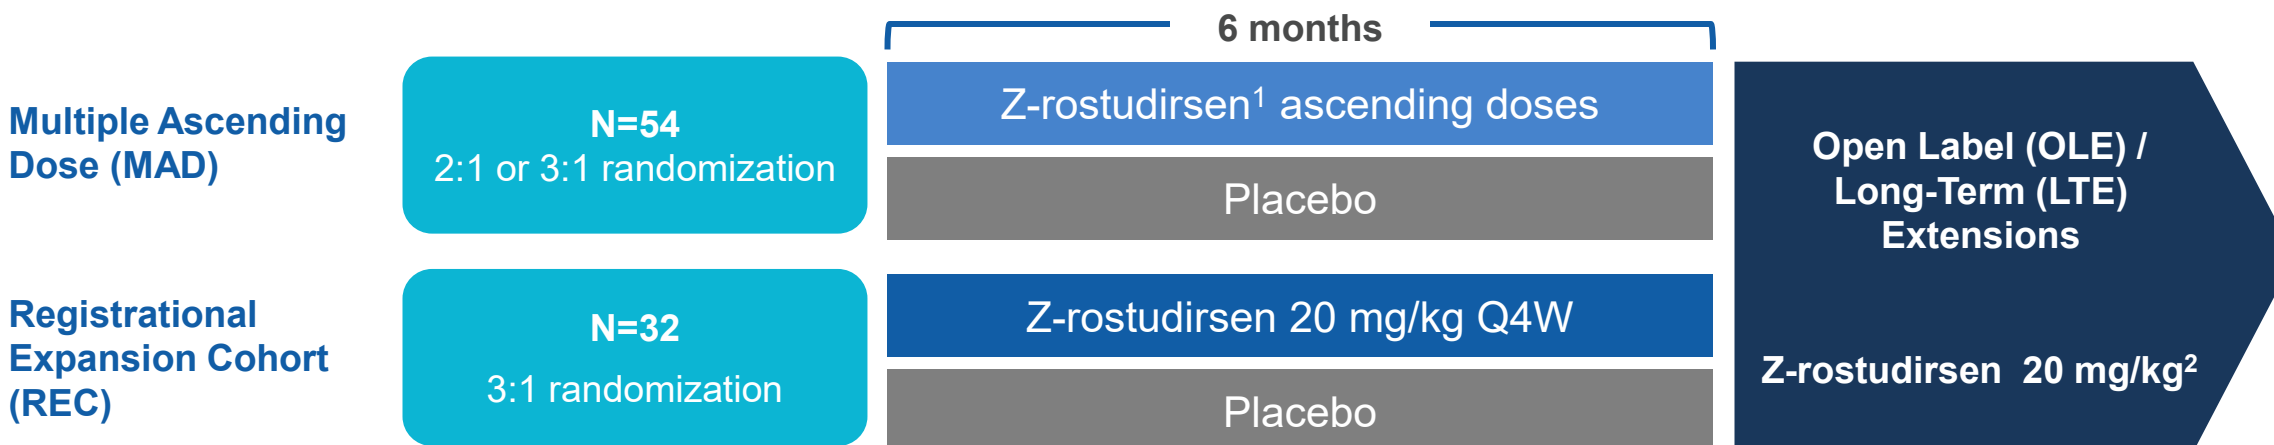 6 months
Multiple Ascending
Dose (MAD)
N=54
2:1 or 3:1 randomization
Z-rostudirsen¹ ascending doses
Placebo
Registrational
Expansion Cohort
(REC)
N=32
3:1 randomization
Z-rostudirsen 20 mg/kg Q4W
Placebo
Open Label (OLE) /
Long-Term (LTE)
Extensions
Z-rostudirsen 20 mg/kg²